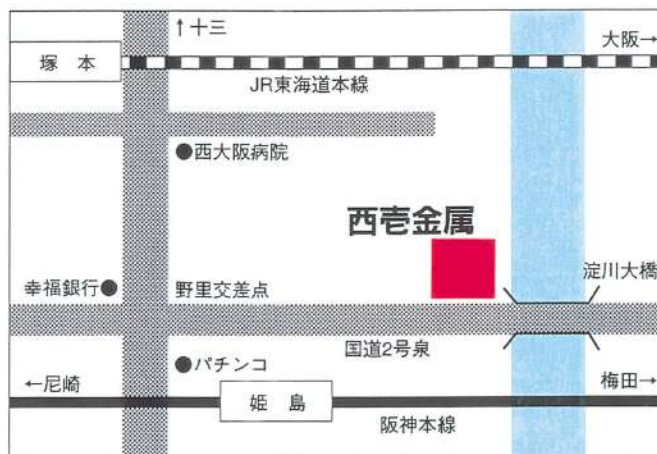 ↑十三
大阪→
塚 本
JR東海道本線
●西大阪病院
西壱金属
淀川大橋
幸福銀行●
野里交差点
国道2号泉
●パチンコ
←尼崎
姫 島
梅田→
阪神本線